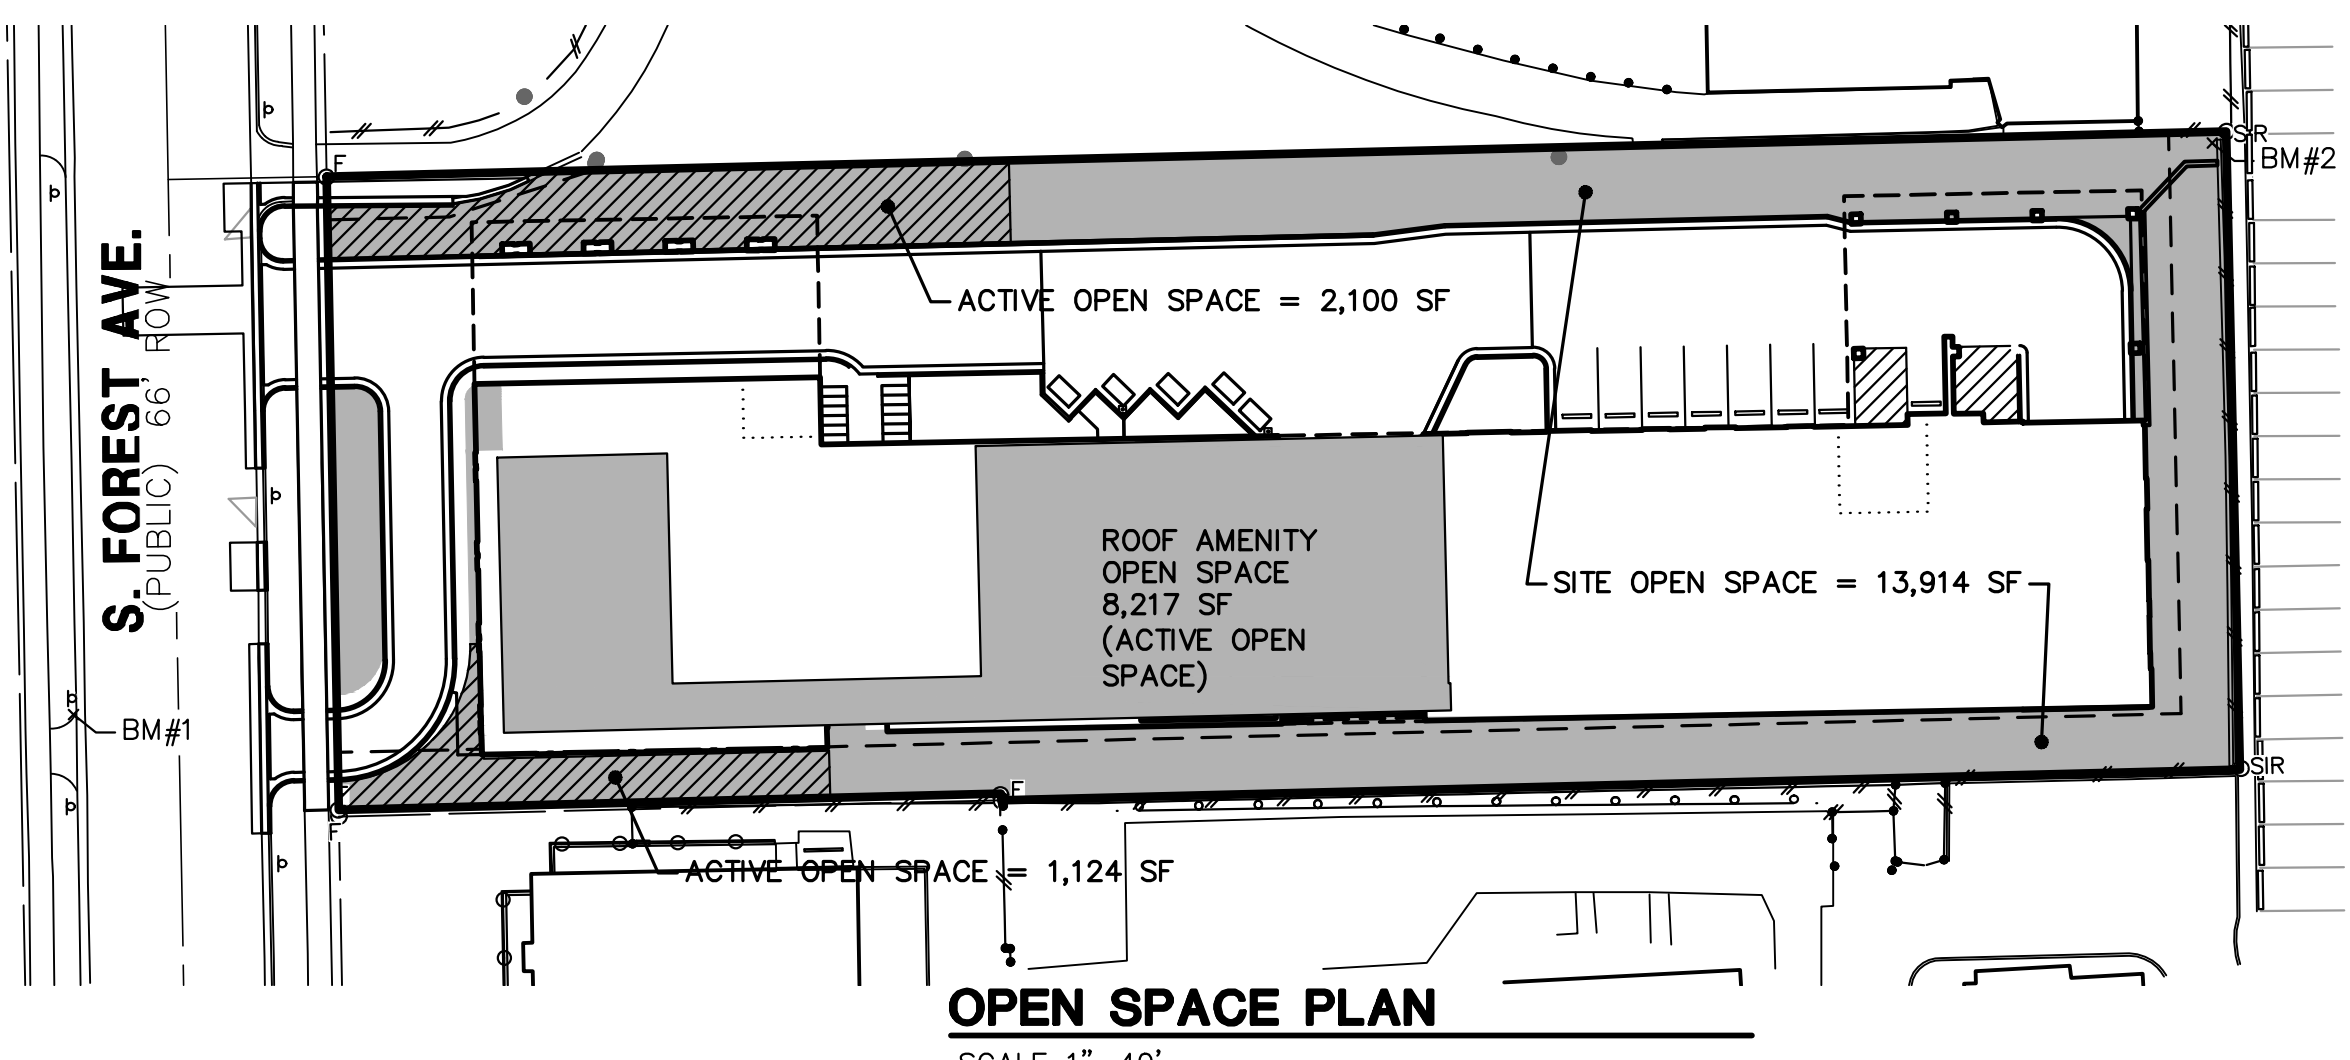 F
SIR
BM#2
S. FOREST AVE.
(PUBLIC) 66' ROW
ACTIVE OPEN SPACE = 2,100 SF
ROOF AMENITY
OPEN SPACE
8,217 SF
(ACTIVE OPEN
SPACE)
SITE OPEN SPACE = 13,914 SF
BM#1
SIR
F
F
ACTIVE OPEN SPACE = 1,124 SF
OPEN SPACE PLAN